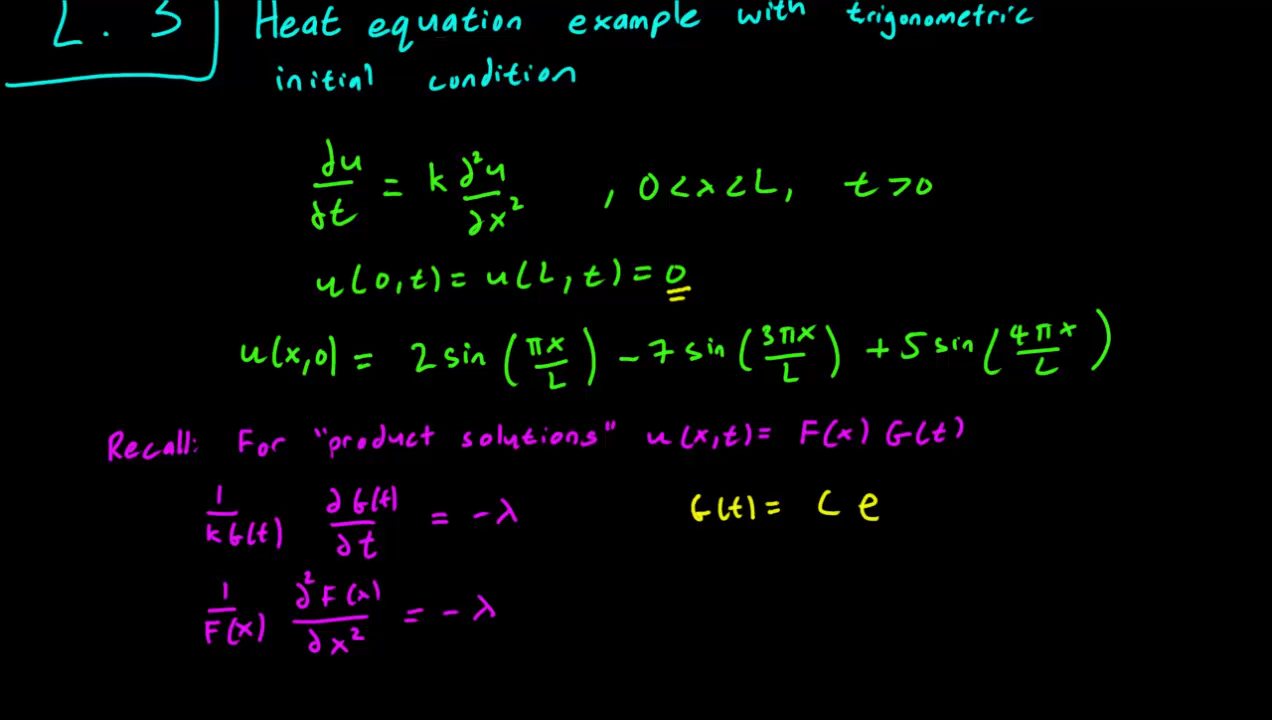 2.3 Heat equation example with trigonometric
initial condition
∂u/∂t = k ∂²u/∂x² , 0 < x < L, t > 0
u(0,t) = u(L,t) = 0
u(x,0) = 2 sin (πx/L) − 7 sin (3πx/L) + 5 sin (4πx/L)
Recall: For "product solutions" u(x,t) = F(x) G(t)
1/(k G(t)) ∂G(t)/∂t = −λ G(t) = C e
1/F(x) ∂²F(x)/∂x² = −λ